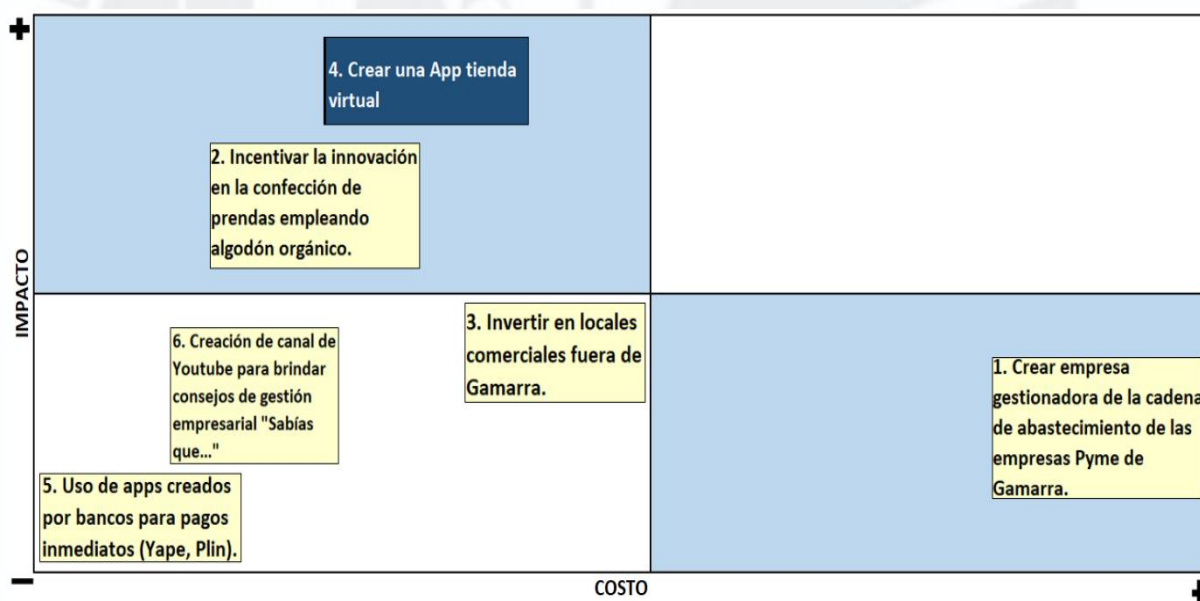 +
4. Crear una App tienda
virtual
2. Incentivar la innovación
en la confección de
prendas empleando
algodón orgánico.
IMPACTO
3. Invertir en locales
comerciales fuera de
Gamarra.
6. Creación de canal de
Youtube para brindar
consejos de gestión
empresarial "Sabías
que..."
1. Crear empresa
gestionadora de la cadena
de abastecimiento de las
empresas Pyme de
Gamarra.
5. Uso de apps creados
por bancos para pagos
inmediatos (Yape, Plin).
−
COSTO
+